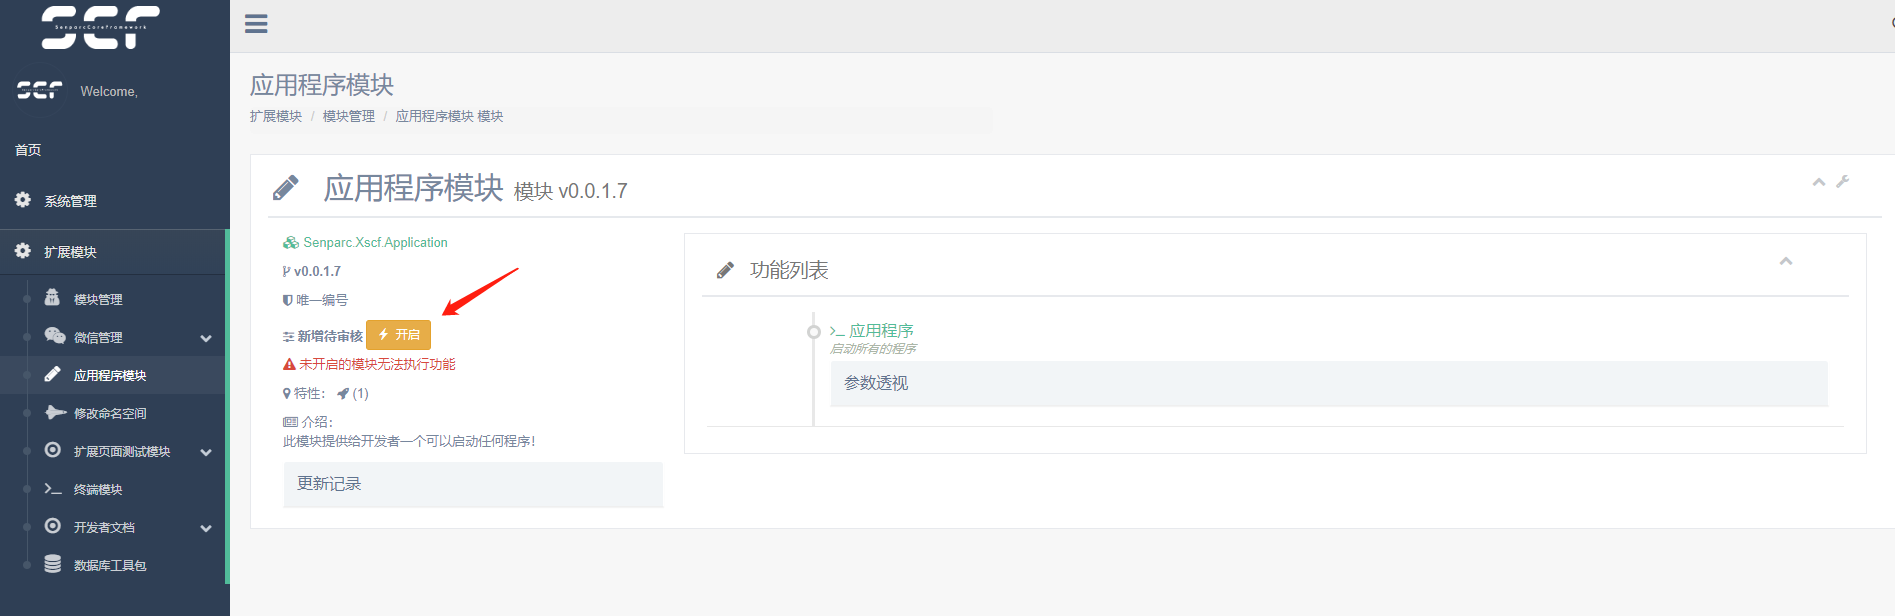 SCF
SenparcCoreFramework
SCF
Welcome,
首页
系统管理
扩展模块
模块管理
微信管理
应用程序模块
修改命名空间
扩展页面测试模块
终端模块
开发者文档
数据库工具包
应用程序模块
扩展模块 / 模块管理 / 应用程序模块 模块
应用程序模块 模块 v0.0.1.7
Senparc.Xscf.Application
v0.0.1.7
唯一编号
新增待审核 开启
未开启的模块无法执行功能
特性： (1)
介绍：
此模块提供给开发者一个可以启动任何程序！
更新记录
功能列表
应用程序
启动所有的程序
参数透视